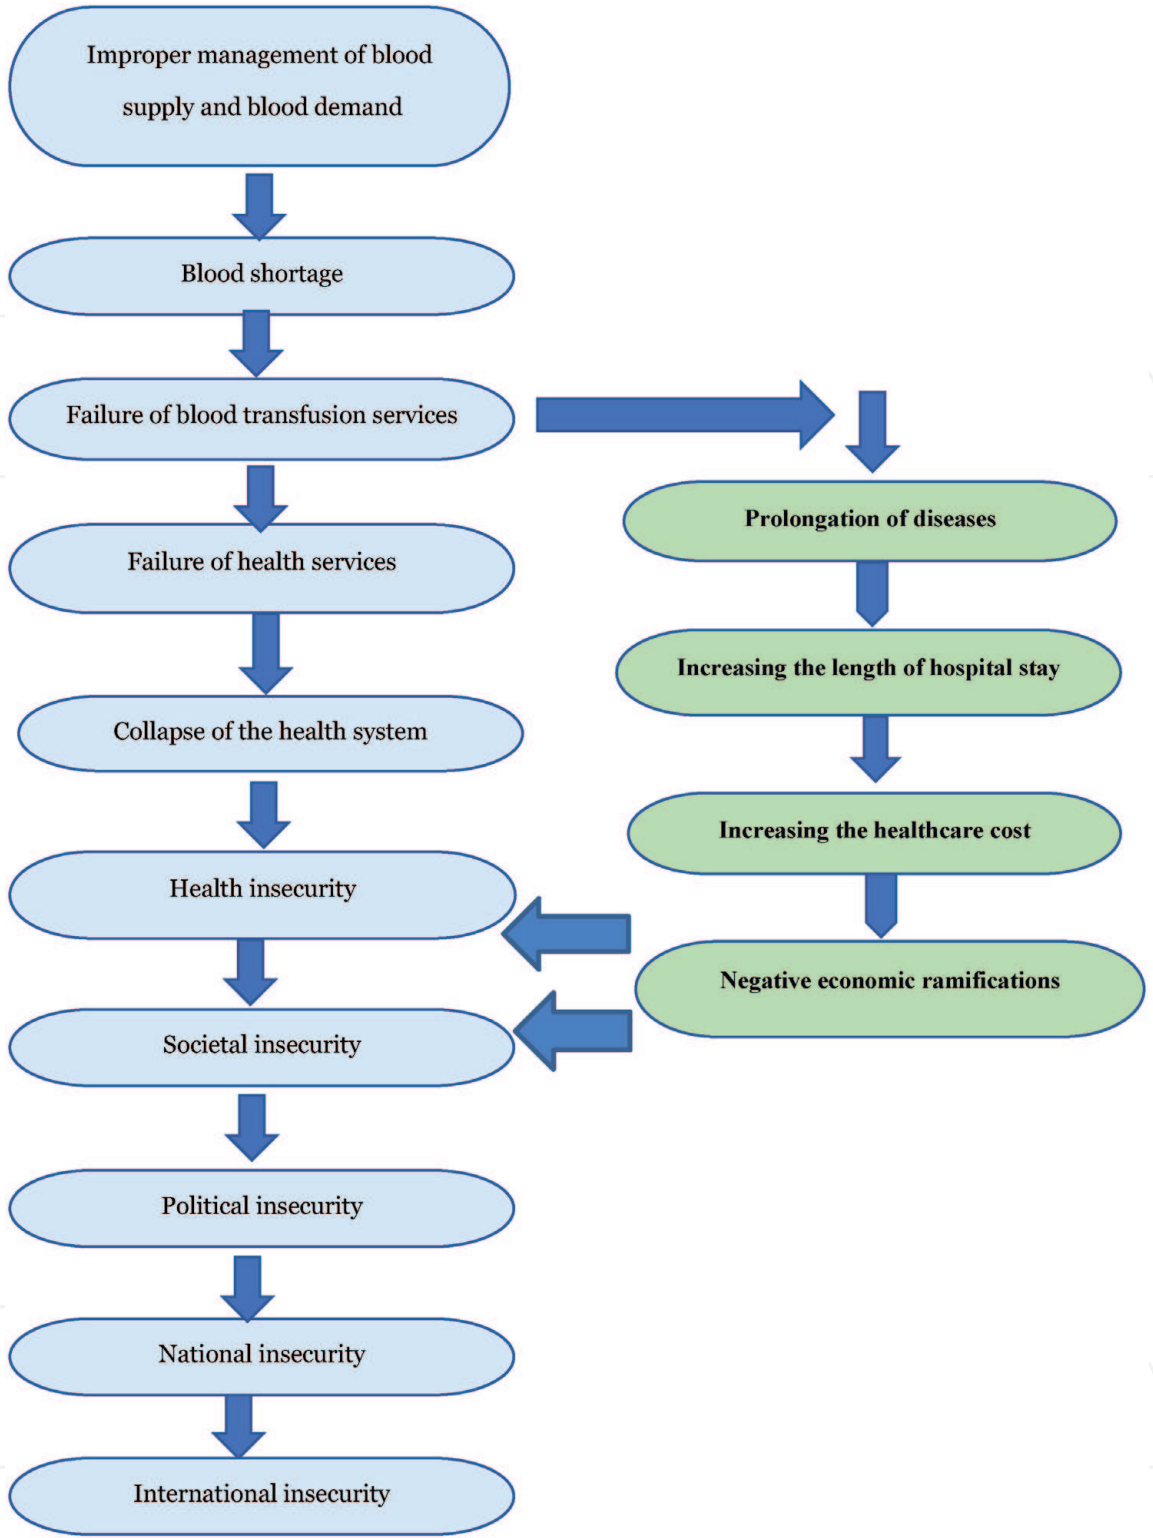 Improper management of blood
supply and blood demand
Blood shortage
Failure of blood transfusion services
Failure of health services
Collapse of the health system
Health insecurity
Societal insecurity
Political insecurity
National insecurity
International insecurity
Prolongation of diseases
Increasing the length of hospital stay
Increasing the healthcare cost
Negative economic ramifications